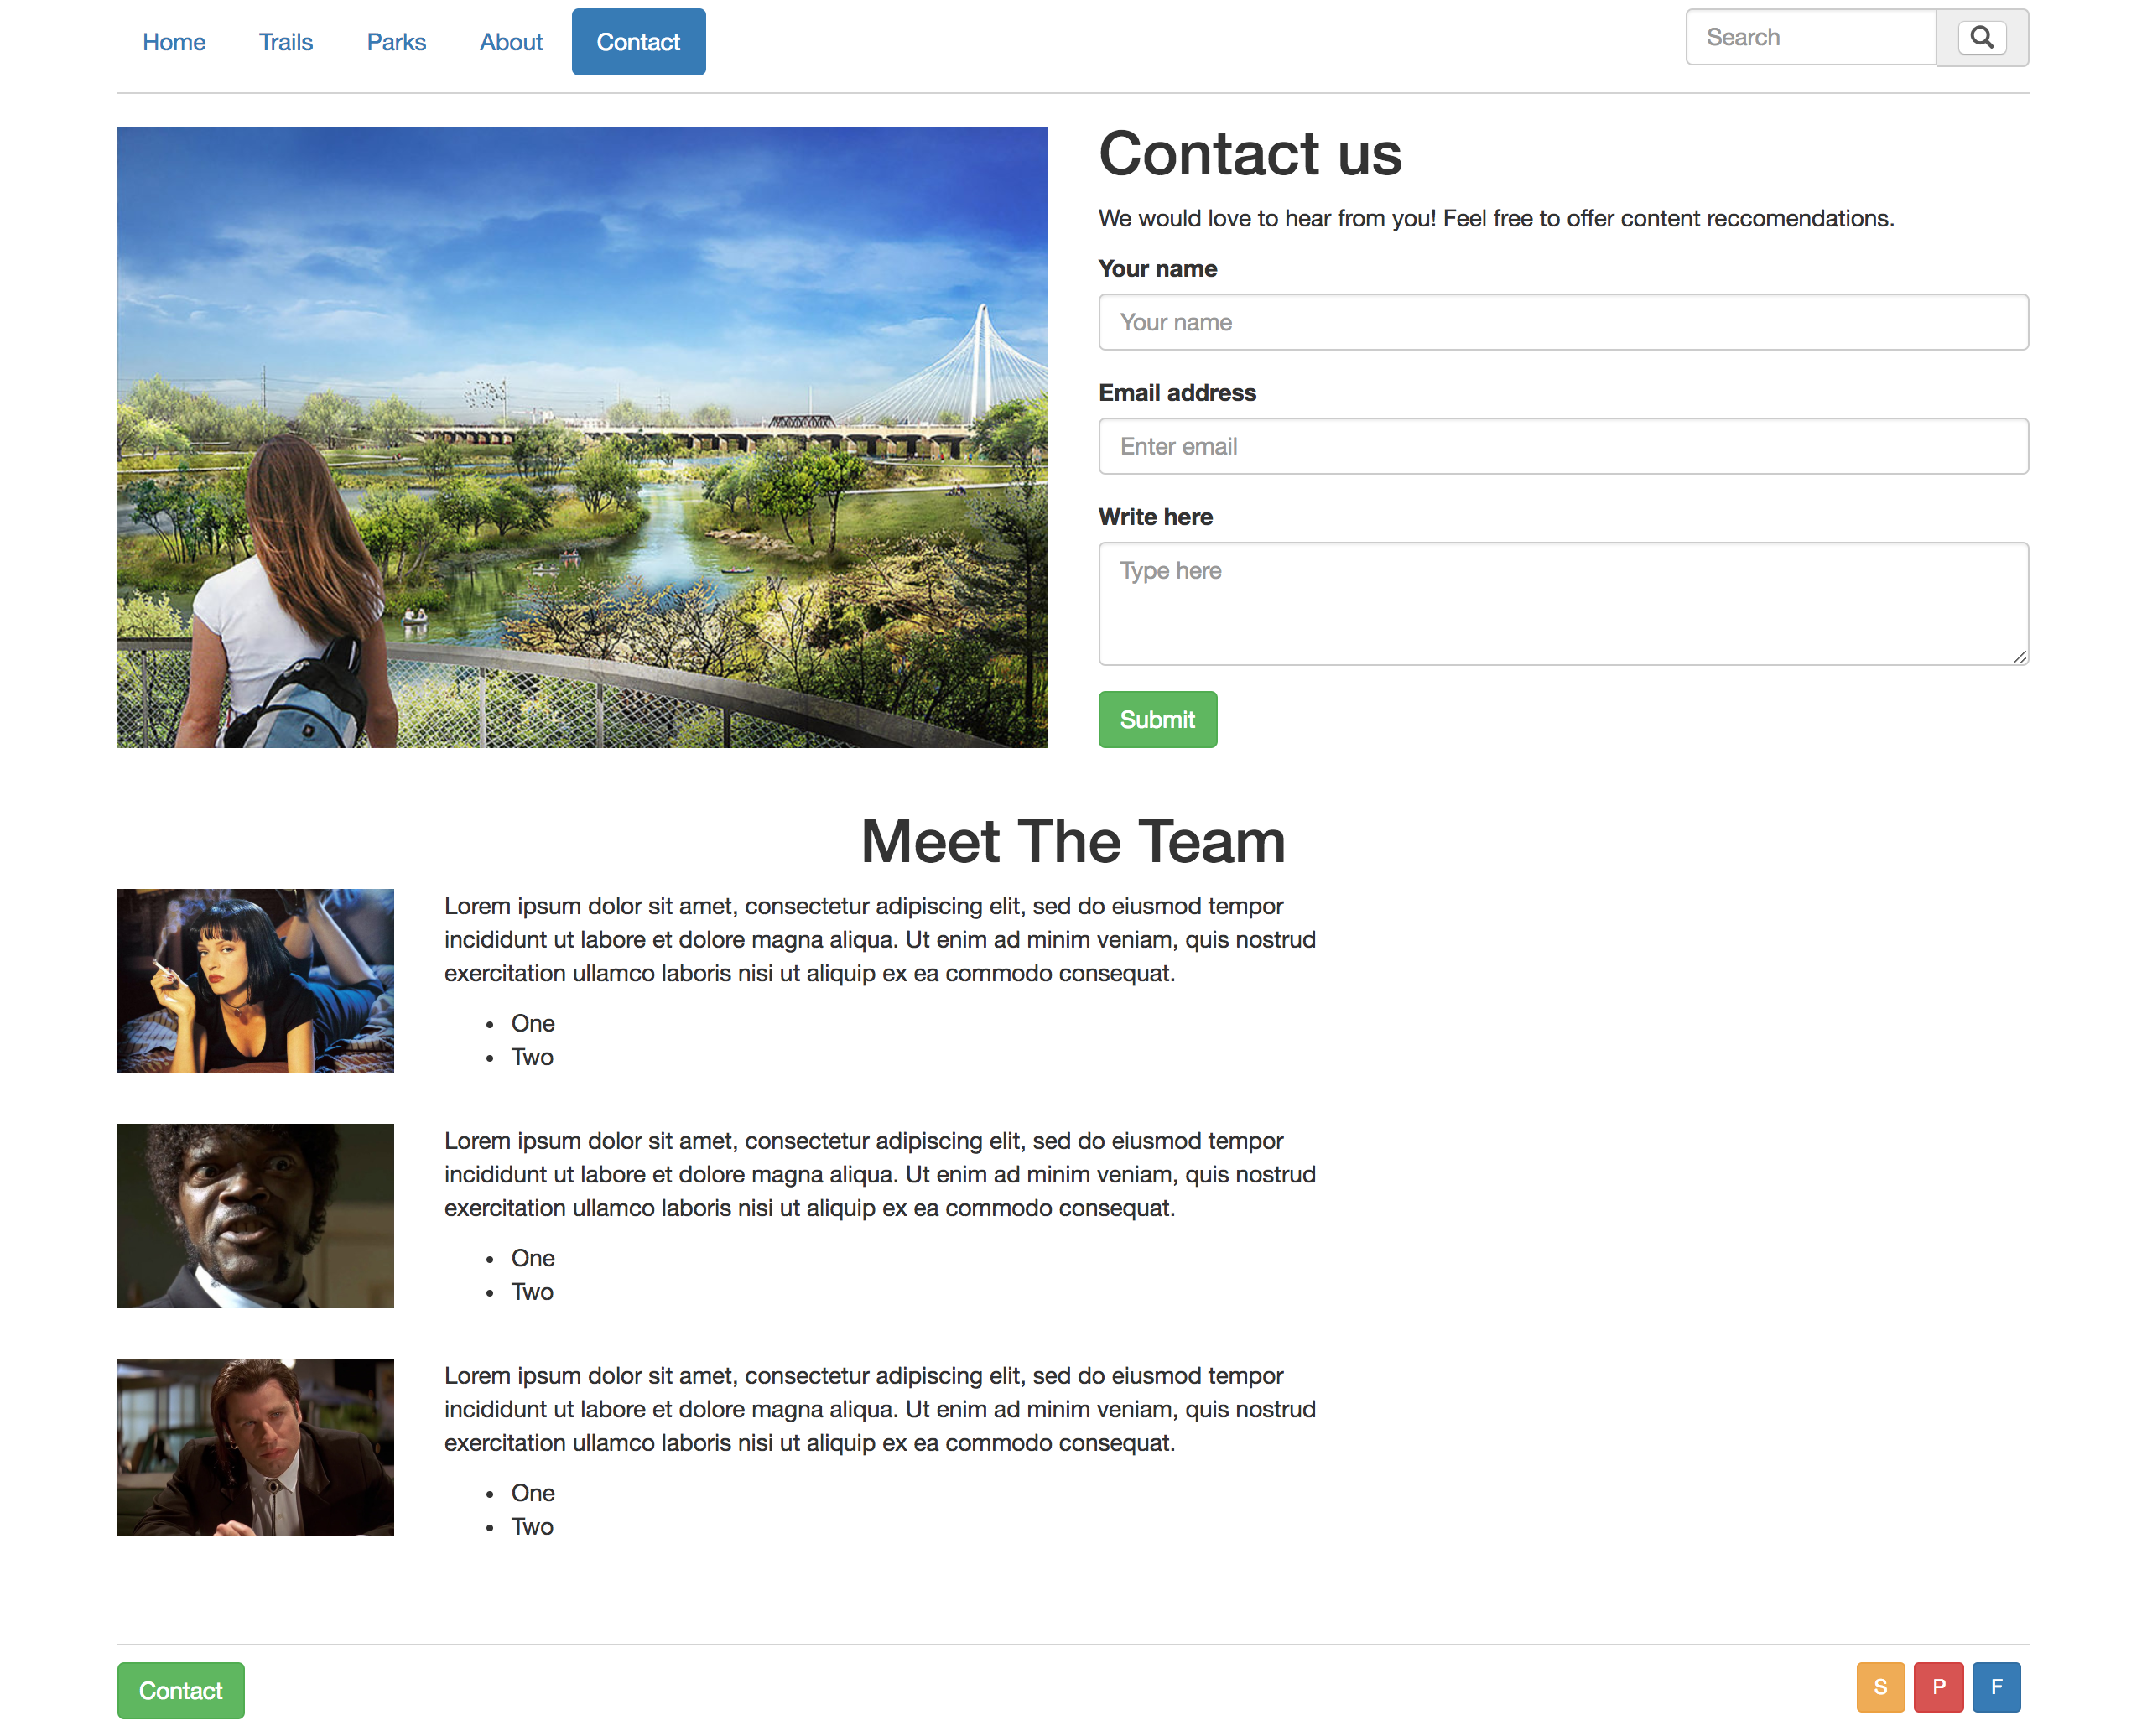 Home Trails Parks About Contact Search
Contact us
We would love to hear from you! Feel free to offer content reccomendations.
Your name
Your name
Email address
Enter email
Write here
Type here
Submit
Meet The Team
Lorem ipsum dolor sit amet, consectetur adipiscing elit, sed do eiusmod tempor
incididunt ut labore et dolore magna aliqua. Ut enim ad minim veniam, quis nostrud
exercitation ullamco laboris nisi ut aliquip ex ea commodo consequat.
• One
• Two
Lorem ipsum dolor sit amet, consectetur adipiscing elit, sed do eiusmod tempor
incididunt ut labore et dolore magna aliqua. Ut enim ad minim veniam, quis nostrud
exercitation ullamco laboris nisi ut aliquip ex ea commodo consequat.
• One
• Two
Lorem ipsum dolor sit amet, consectetur adipiscing elit, sed do eiusmod tempor
incididunt ut labore et dolore magna aliqua. Ut enim ad minim veniam, quis nostrud
exercitation ullamco laboris nisi ut aliquip ex ea commodo consequat.
• One
• Two
Contact S P F